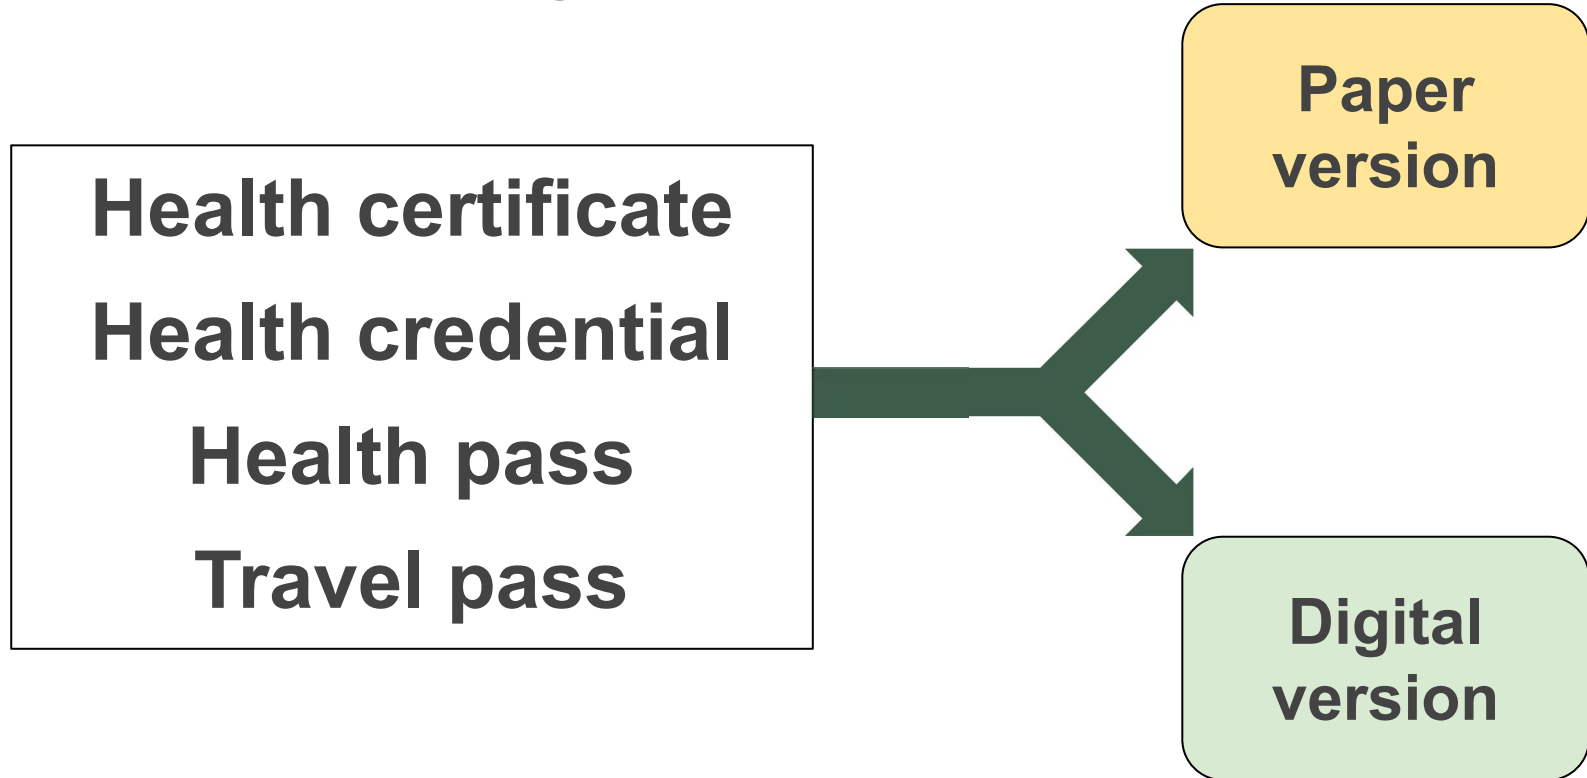 Health certificate
Health credential
Health pass
Travel pass
Paper
version
Digital
version